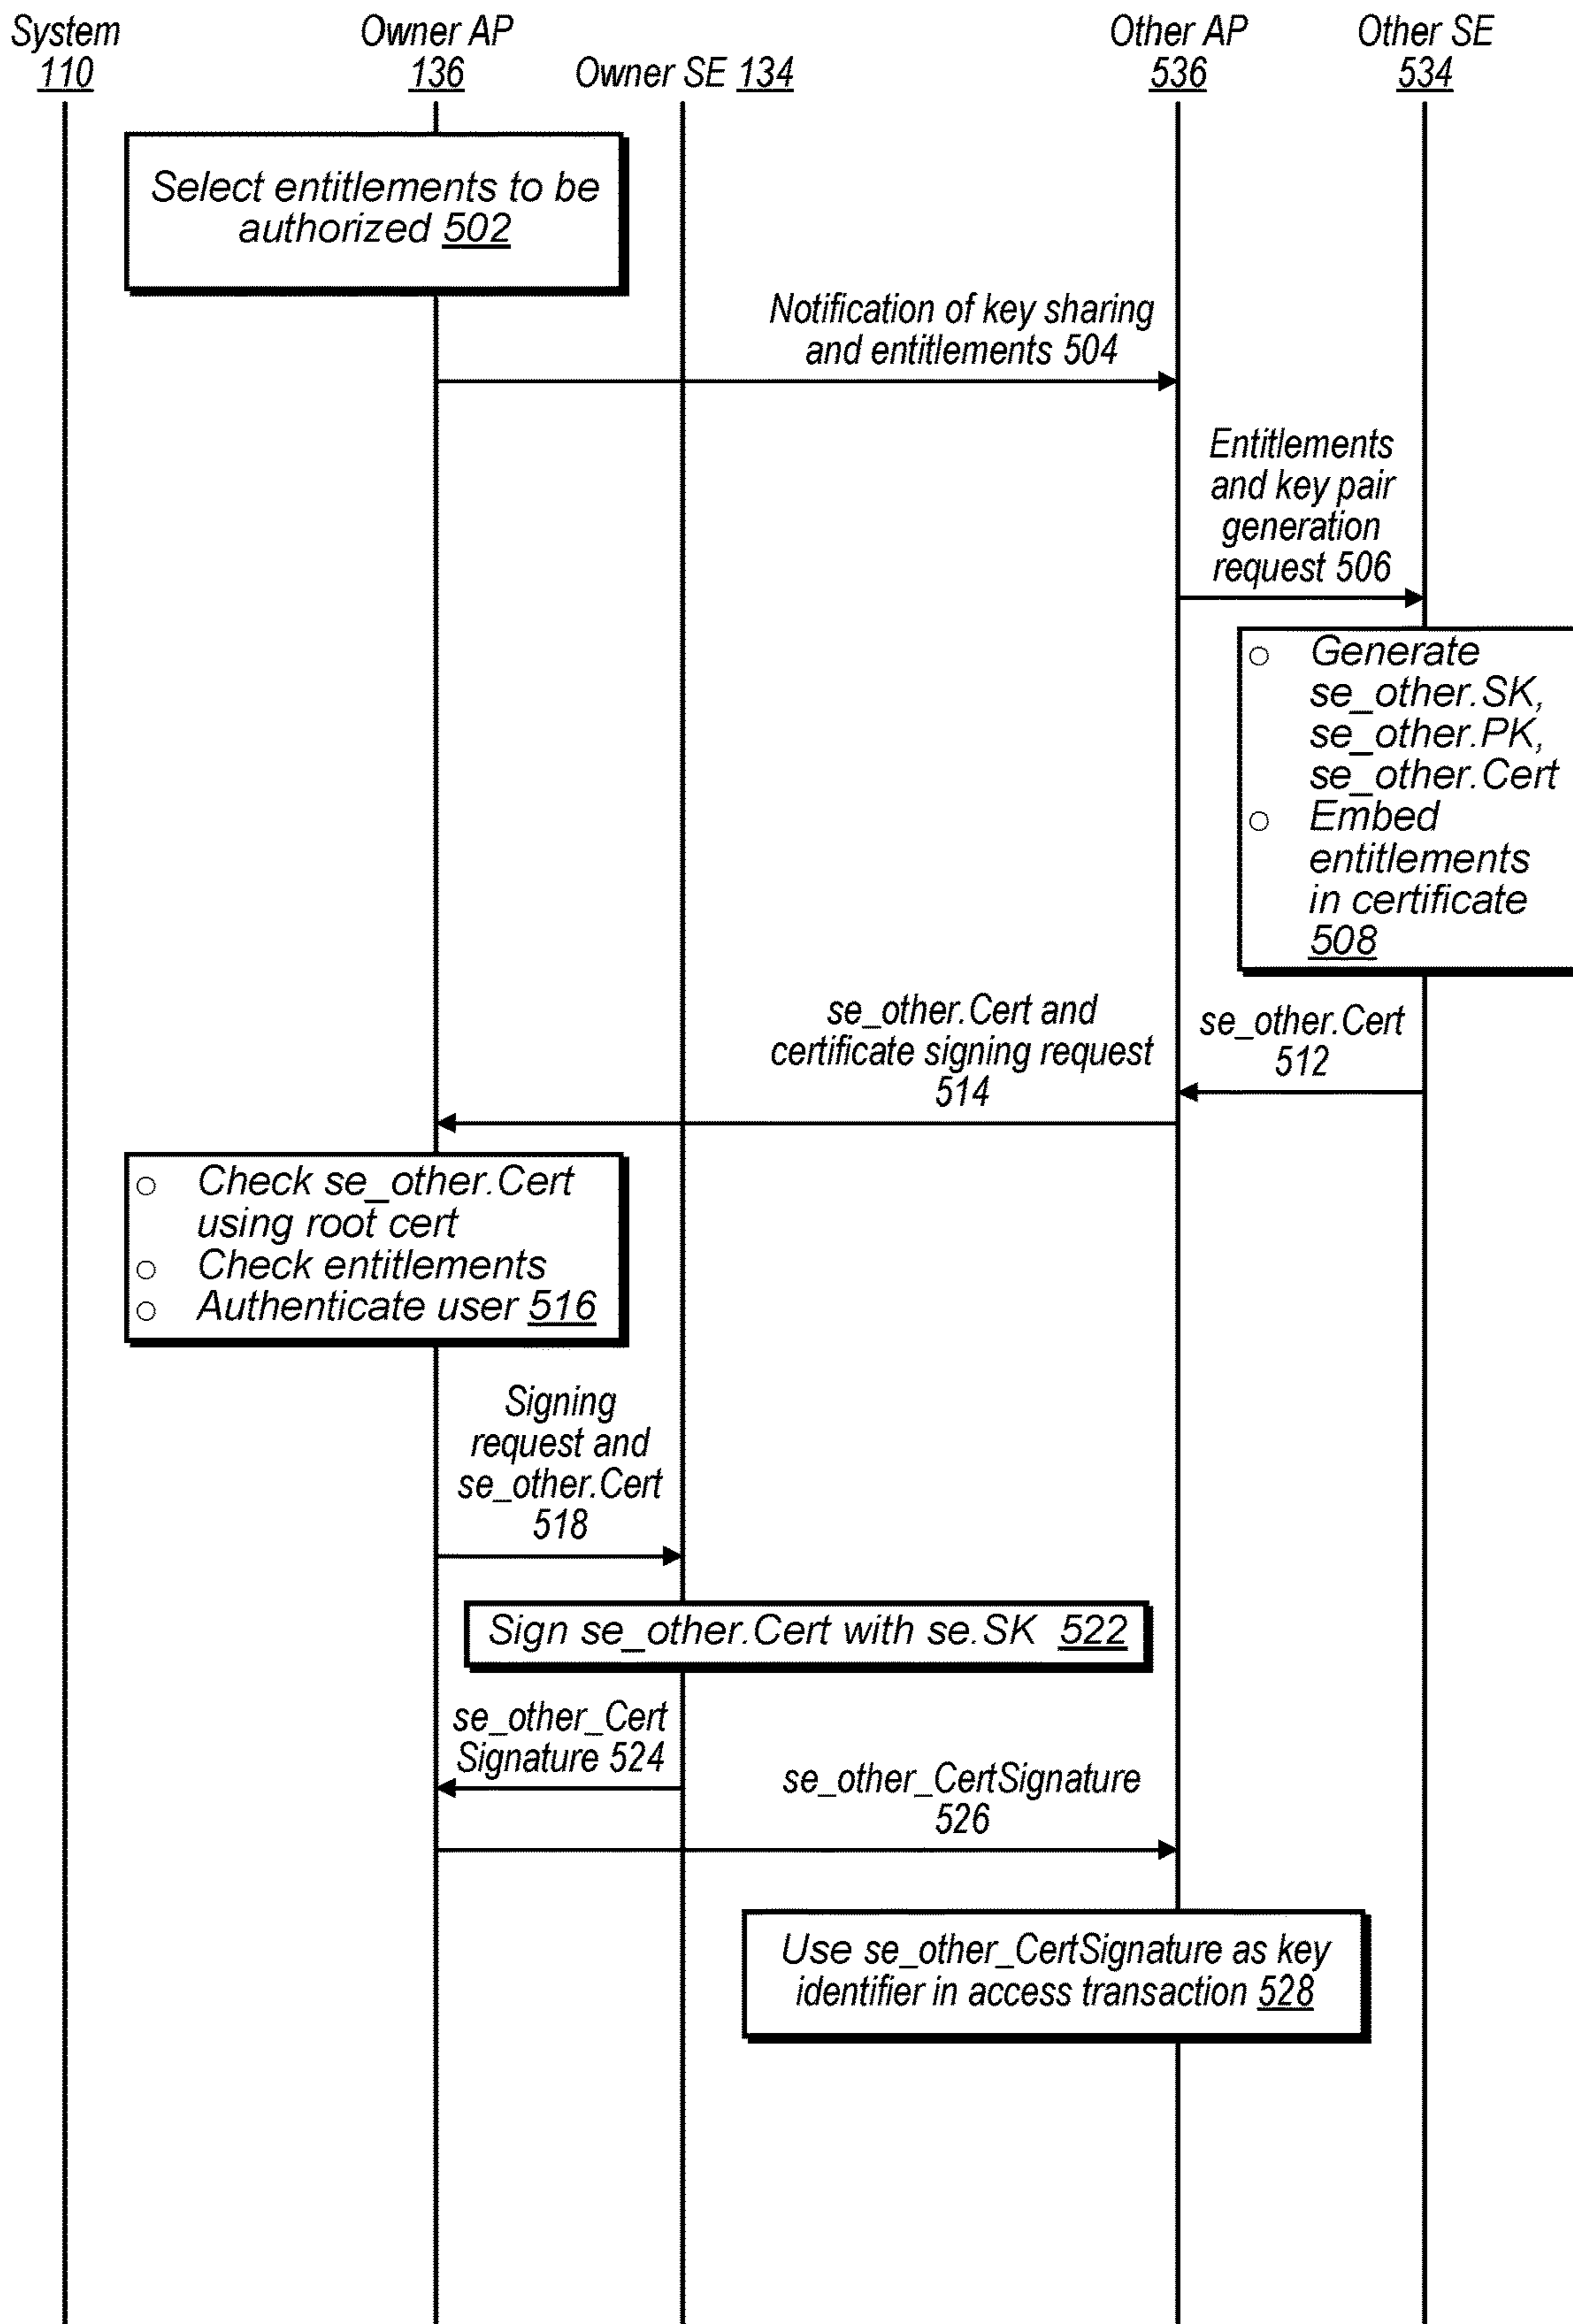 System
110
Owner AP
136
Owner SE 134
Other AP
536
Other SE
534
Select entitlements to be
authorized 502
Notification of key sharing
and entitlements 504
Entitlements
and key pair
generation
request 506
○ Generate
se_other.SK,
se_other.PK,
se_other.Cert
○ Embed
entitlements
in certificate
508
se_other.Cert
512
se_other.Cert and
certificate signing request
514
○ Check se_other.Cert
using root cert
○ Check entitlements
○ Authenticate user 516
Signing
request and
se_other.Cert
518
Sign se_other.Cert with se.SK 522
se_other_Cert
Signature 524
se_other_CertSignature
526
Use se_other_CertSignature as key
identifier in access transaction 528